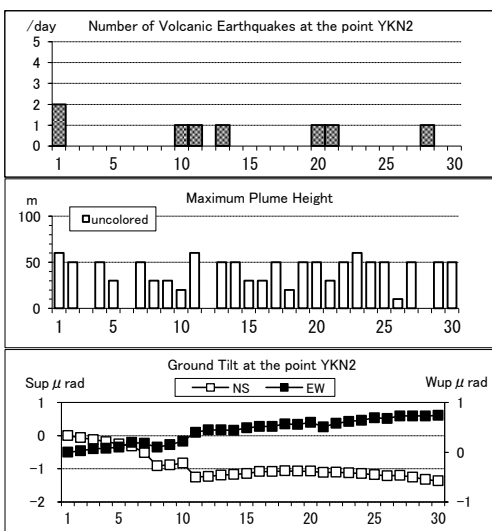 Number of Volcanic Earthquakes at the point YKN2
/day
5
4
3
2
1
0
1 5 10 15 20 25 30
Maximum Plume Height
m
100
uncolored
50
0
1 5 10 15 20 25 30
Ground Tilt at the point YKN2
Sup μ rad
NS EW
Wup μ rad
1 1
0
0
−1
−2 −1
1 5 10 15 20 25 30